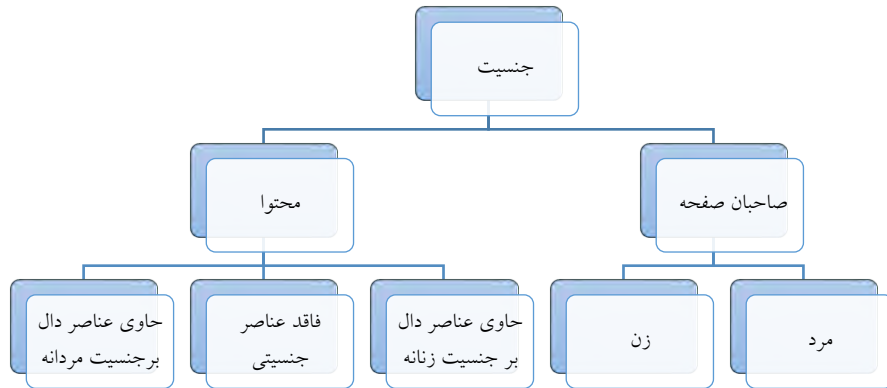 جنسیت
صاحبان صفحه
محتوا
مرد
زن
حاوی عناصر دال
بر جنسیت زنانه
فاقد عناصر
جنسیتی
حاوی عناصر دال
برجنسیت مردانه